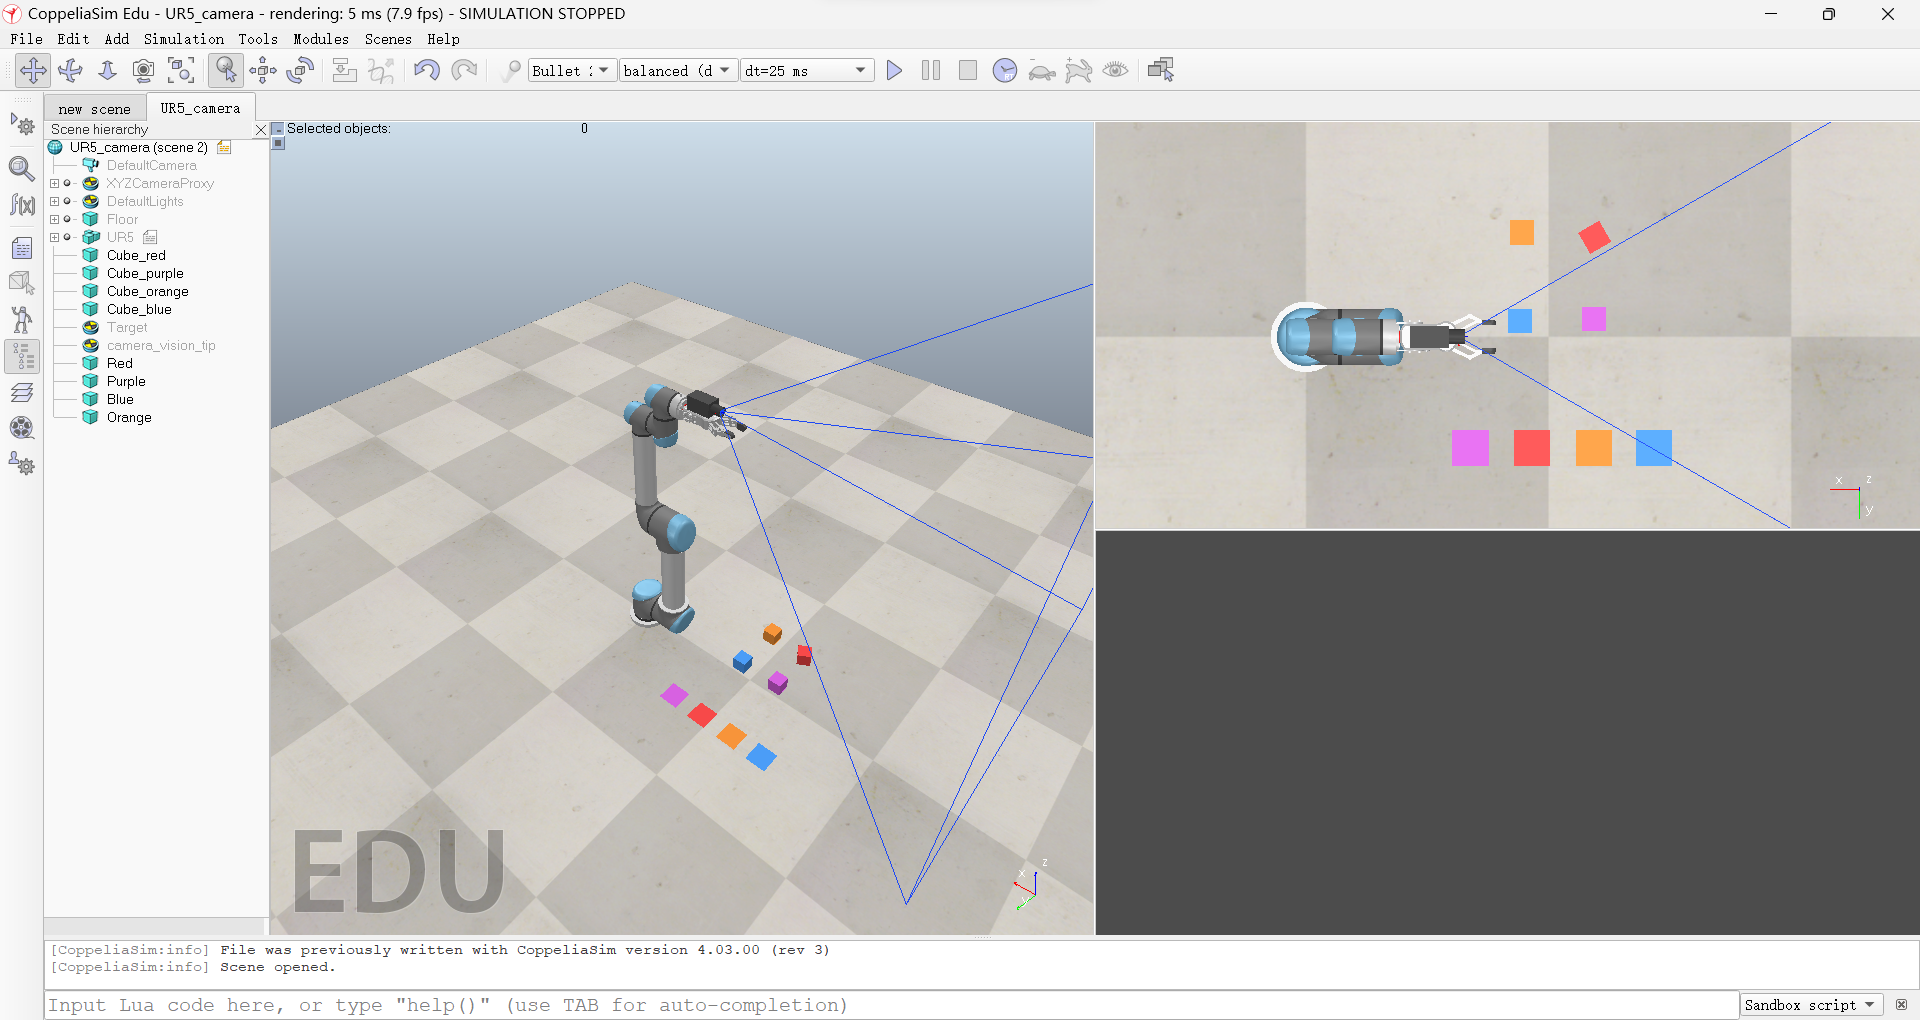 CoppeliaSim Edu - UR5_camera - rendering: 5 ms (7.9 fps) - SIMULATION STOPPED
File Edit Add Simulation Tools Modules Scenes Help
Bullet balanced (d dt=25 ms
new scene UR5_camera
Scene hierarchy
Selected objects: 0
UR5_camera (scene 2)
DefaultCamera
XYZCameraProxy
DefaultLights
Floor
UR5
Cube_red
Cube_purple
Cube_orange
Cube_blue
Target
camera_vision_tip
Red
Purple
Blue
Orange
x z
y
z
x
y
EDU
[CoppeliaSim:info] File was previously written with CoppeliaSim version 4.03.00 (rev 3)
[CoppeliaSim:info] Scene opened.
Input Lua code here, or type "help()" (use TAB for auto-completion)
Sandbox script